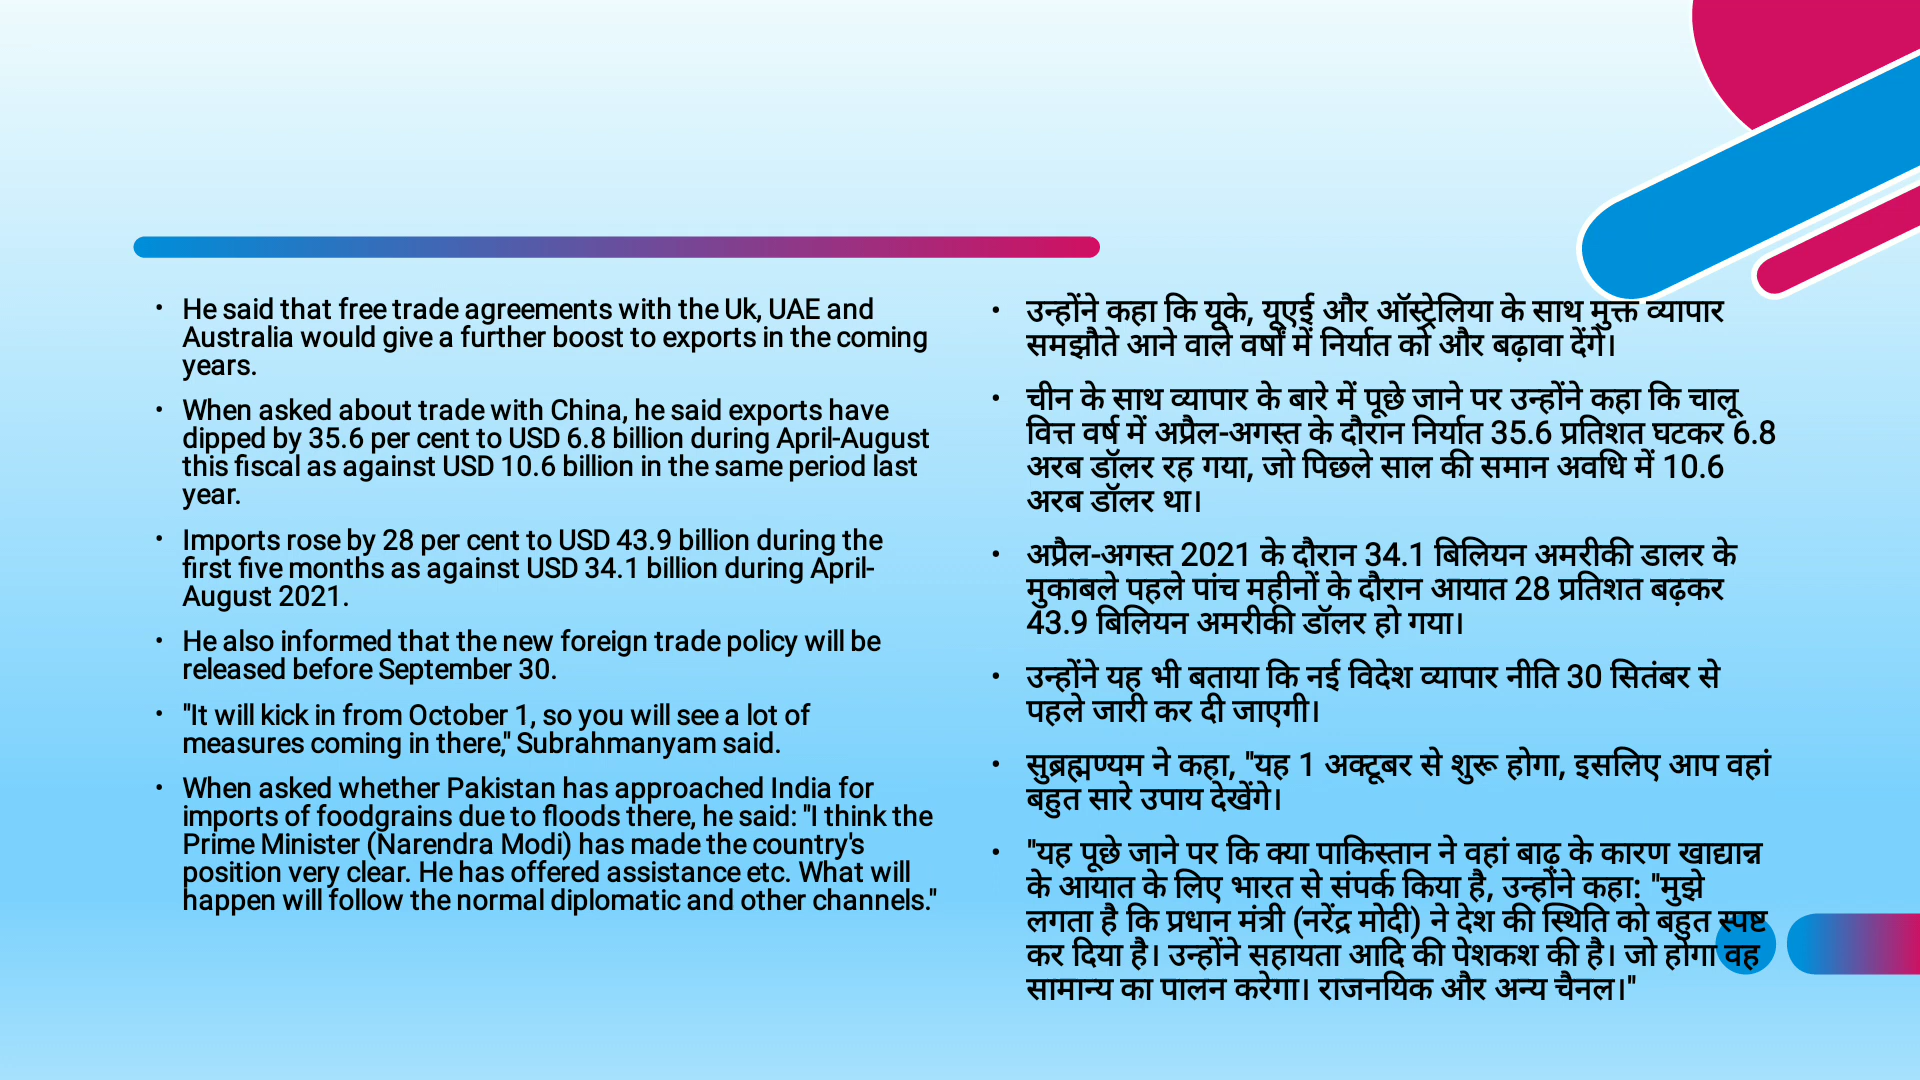 • He said that free trade agreements with the Uk, UAE and
Australia would give a further boost to exports in the coming
years.
• When asked about trade with China, he said exports have
dipped by 35.6 per cent to USD 6.8 billion during April-August
this fiscal as against USD 10.6 billion in the same period last
year.
• Imports rose by 28 per cent to USD 43.9 billion during the
first five months as against USD 34.1 billion during April-
August 2021.
• He also informed that the new foreign trade policy will be
released before September 30.
• "It will kick in from October 1, so you will see a lot of
measures coming in there," Subrahmanyam said.
• When asked whether Pakistan has approached India for
imports of foodgrains due to floods there, he said: "I think the
Prime Minister (Narendra Modi) has made the country's
position very clear. He has offered assistance etc. What will
happen will follow the normal diplomatic and other channels."
• उन्होंने कहा कि यूके, यूएई और ऑस्ट्रेलिया के साथ मुक्त व्यापार
समझौते आने वाले वर्षों में निर्यात को और बढ़ावा देंगे।
• चीन के साथ व्यापार के बारे में पूछे जाने पर उन्होंने कहा कि चालू
वित्त वर्ष में अप्रैल-अगस्त के दौरान निर्यात 35.6 प्रतिशत घटकर 6.8
अरब डॉलर रह गया, जो पिछले साल की समान अवधि में 10.6
अरब डॉलर था।
• अप्रैल-अगस्त 2021 के दौरान 34.1 बिलियन अमरीकी डालर के
मुकाबले पहले पांच महीनों के दौरान आयात 28 प्रतिशत बढ़कर
43.9 बिलियन अमरीकी डॉलर हो गया।
• उन्होंने यह भी बताया कि नई विदेश व्यापार नीति 30 सितंबर से
पहले जारी कर दी जाएगी।
• सुब्रह्मण्यम ने कहा, "यह 1 अक्टूबर से शुरू होगा, इसलिए आप वहां
बहुत सारे उपाय देखेंगे।
• "यह पूछे जाने पर कि क्या पाकिस्तान ने वहां बाढ़ के कारण खाद्यान्न
के आयात के लिए भारत से संपर्क किया है, उन्होंने कहा: "मुझे
लगता है कि प्रधान मंत्री (नरेंद्र मोदी) ने देश की स्थिति को बहुत स्पष्ट
कर दिया है। उन्होंने सहायता आदि की पेशकश की है। जो होगा वह
सामान्य का पालन करेगा। राजनयिक और अन्य चैनल।"